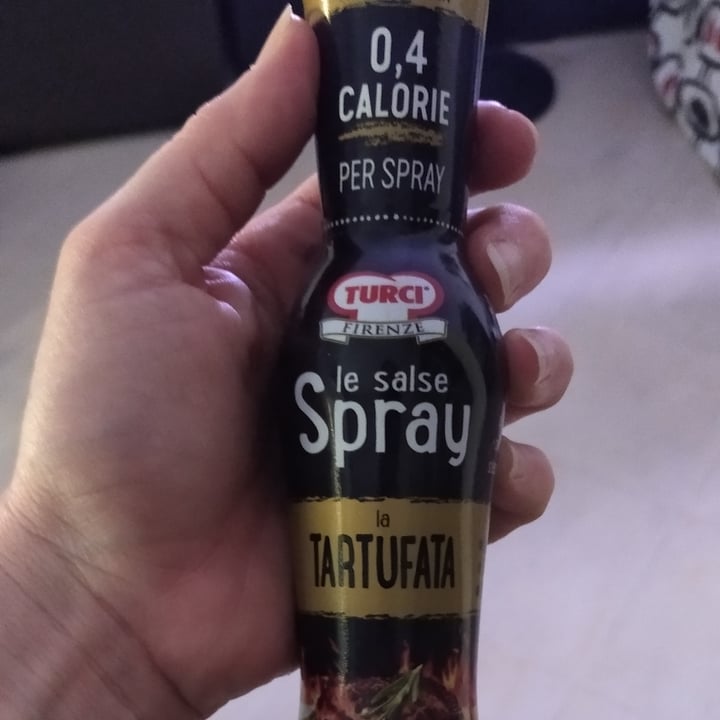 0,4
CALORIE
PER SPRAY
TURCI
FIRENZE
le salse
Spray
la
TARTUFATA